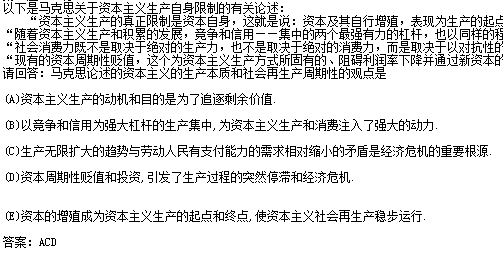 以下是马克思关于资本主义生产自身限制的有关论述：
“资本主义生产的真正限制是资本自身，这就是说：资本及其自行增殖，表现为生产的起点
“随着资本主义生产和积累的发展，竞争和信用－－集中的两个最强有力的杠杆，也以同样的程
“社会消费力既不是取决于绝对的生产力，也不是取决于绝对的消费力，而是取决于以对抗性的
“现有的资本周期性贬值，这个为资本主义生产方式所固有的、阻碍利润率下降并通过新资本的
请回答：马克思论述的资本主义的生产本质和社会再生产周期性的观点是
(A)资本主义生产的动机和目的是为了追逐剩余价值.
(B)以竞争和信用为强大杠杆的生产集中,为资本主义生产和消费注入了强大的动力.
(C)生产无限扩大的趋势与劳动人民有支付能力的需求相对缩小的矛盾是经济危机的重要根源.
(D)资本周期性贬值和投资,引发了生产过程的突然停滞和经济危机.
(E)资本的增殖成为资本主义生产的起点和终点,使资本主义社会再生产稳步运行.
答案：ACD